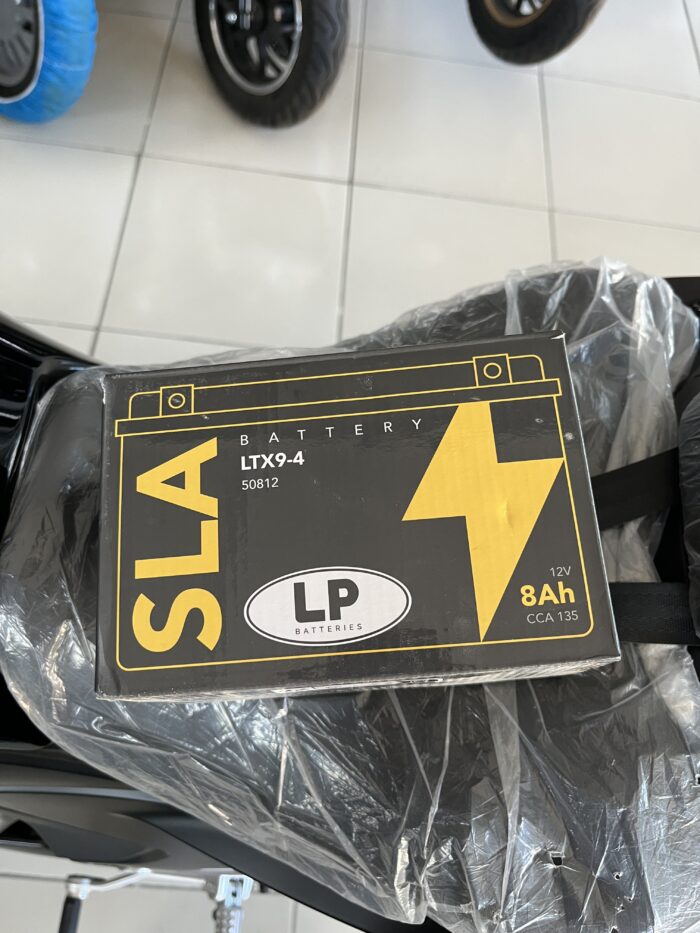 SLA
BATTERY
LTX9-4
50812
LP
BATTERIES
12V
8Ah
CCA 135